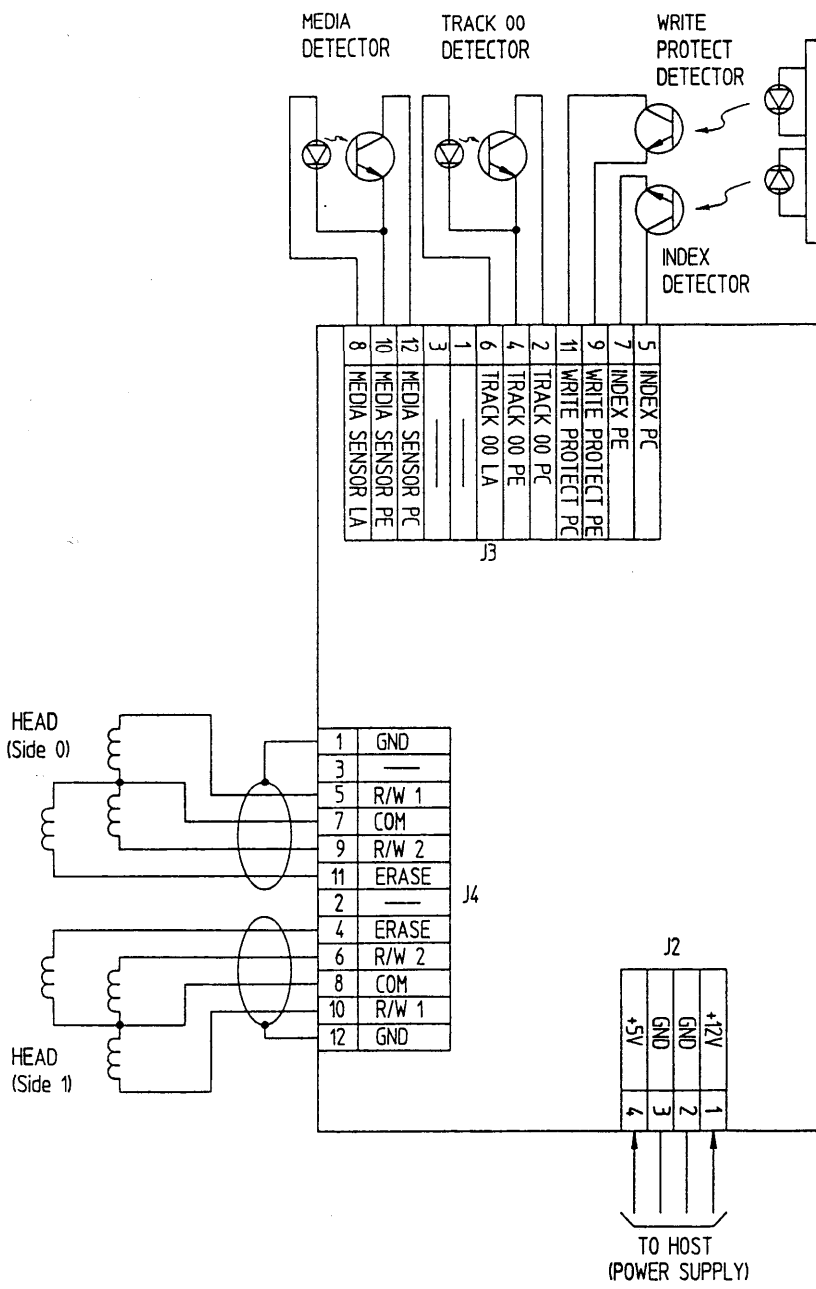 MEDIA
DETECTOR
TRACK 00
DETECTOR
WRITE
PROTECT
DETECTOR
INDEX
DETECTOR
8 MEDIA SENSOR LA
10 MEDIA SENSOR PE
12 MEDIA SENSOR PC
3
1
6 TRACK 00 LA
4 TRACK 00 PE
2 TRACK 00 PC
11 WRITE PROTECT PC
9 WRITE PROTECT PE
7 INDEX PE
5 INDEX PC
J3
HEAD
(Side 0)
1 GND
3
5 R/W 1
7 COM
9 R/W 2
11 ERASE
2
4 ERASE
6 R/W 2
8 COM
10 R/W 1
12 GND
J4
HEAD
(Side 1)
J2
+5V 4
GND 3
GND 2
+12V 1
TO HOST
(POWER SUPPLY)